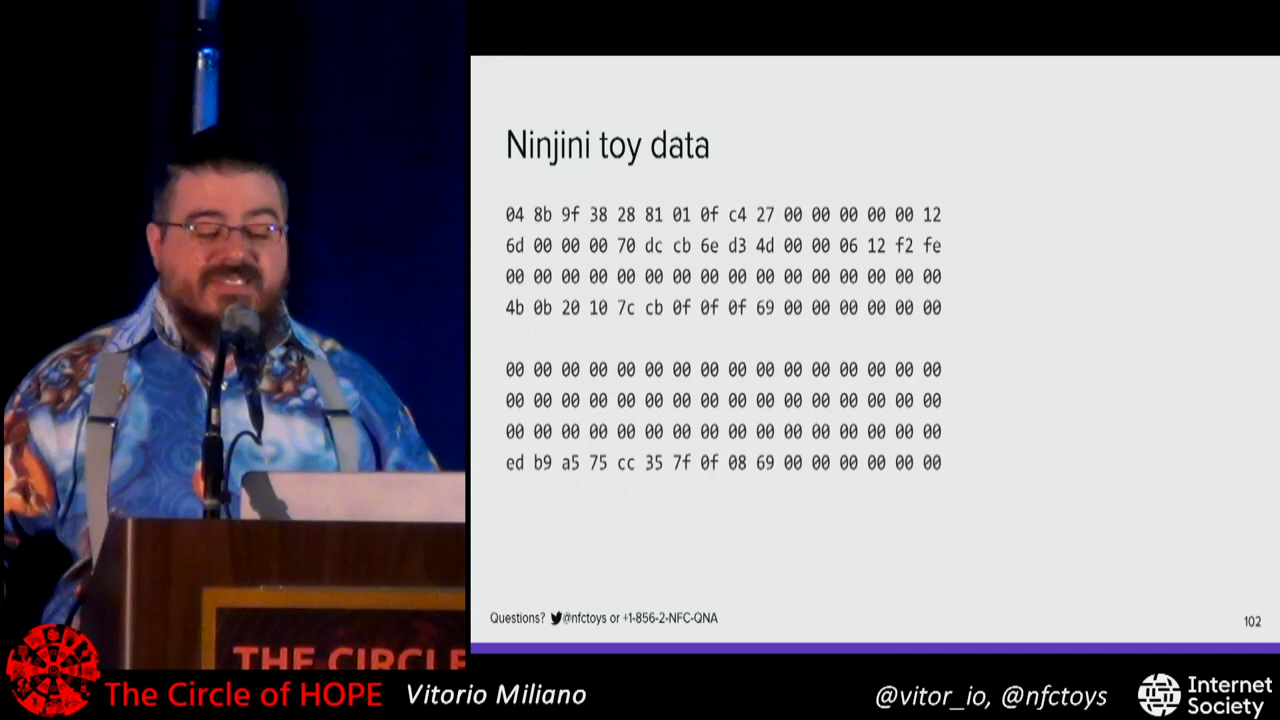 Ninjini toy data
04 8b 9f 38 28 81 01 0f c4 27 00 00 00 00 00 12
6d 00 00 00 70 dc cb 6e d3 4d 00 00 06 12 f2 fe
00 00 00 00 00 00 00 00 00 00 00 00 00 00 00 00
4b 0b 20 10 7c cb 0f 0f 0f 69 00 00 00 00 00 00
00 00 00 00 00 00 00 00 00 00 00 00 00 00 00 00
00 00 00 00 00 00 00 00 00 00 00 00 00 00 00 00
00 00 00 00 00 00 00 00 00 00 00 00 00 00 00 00
ed b9 a5 75 cc 35 7f 0f 08 69 00 00 00 00 00 00
Questions? @nfctoys or +1-856-2-NFC-QNA
102
THE CIRCLE
The Circle of HOPE
Vitorio Miliano
@vitor_io, @nfctoys
Internet
Society